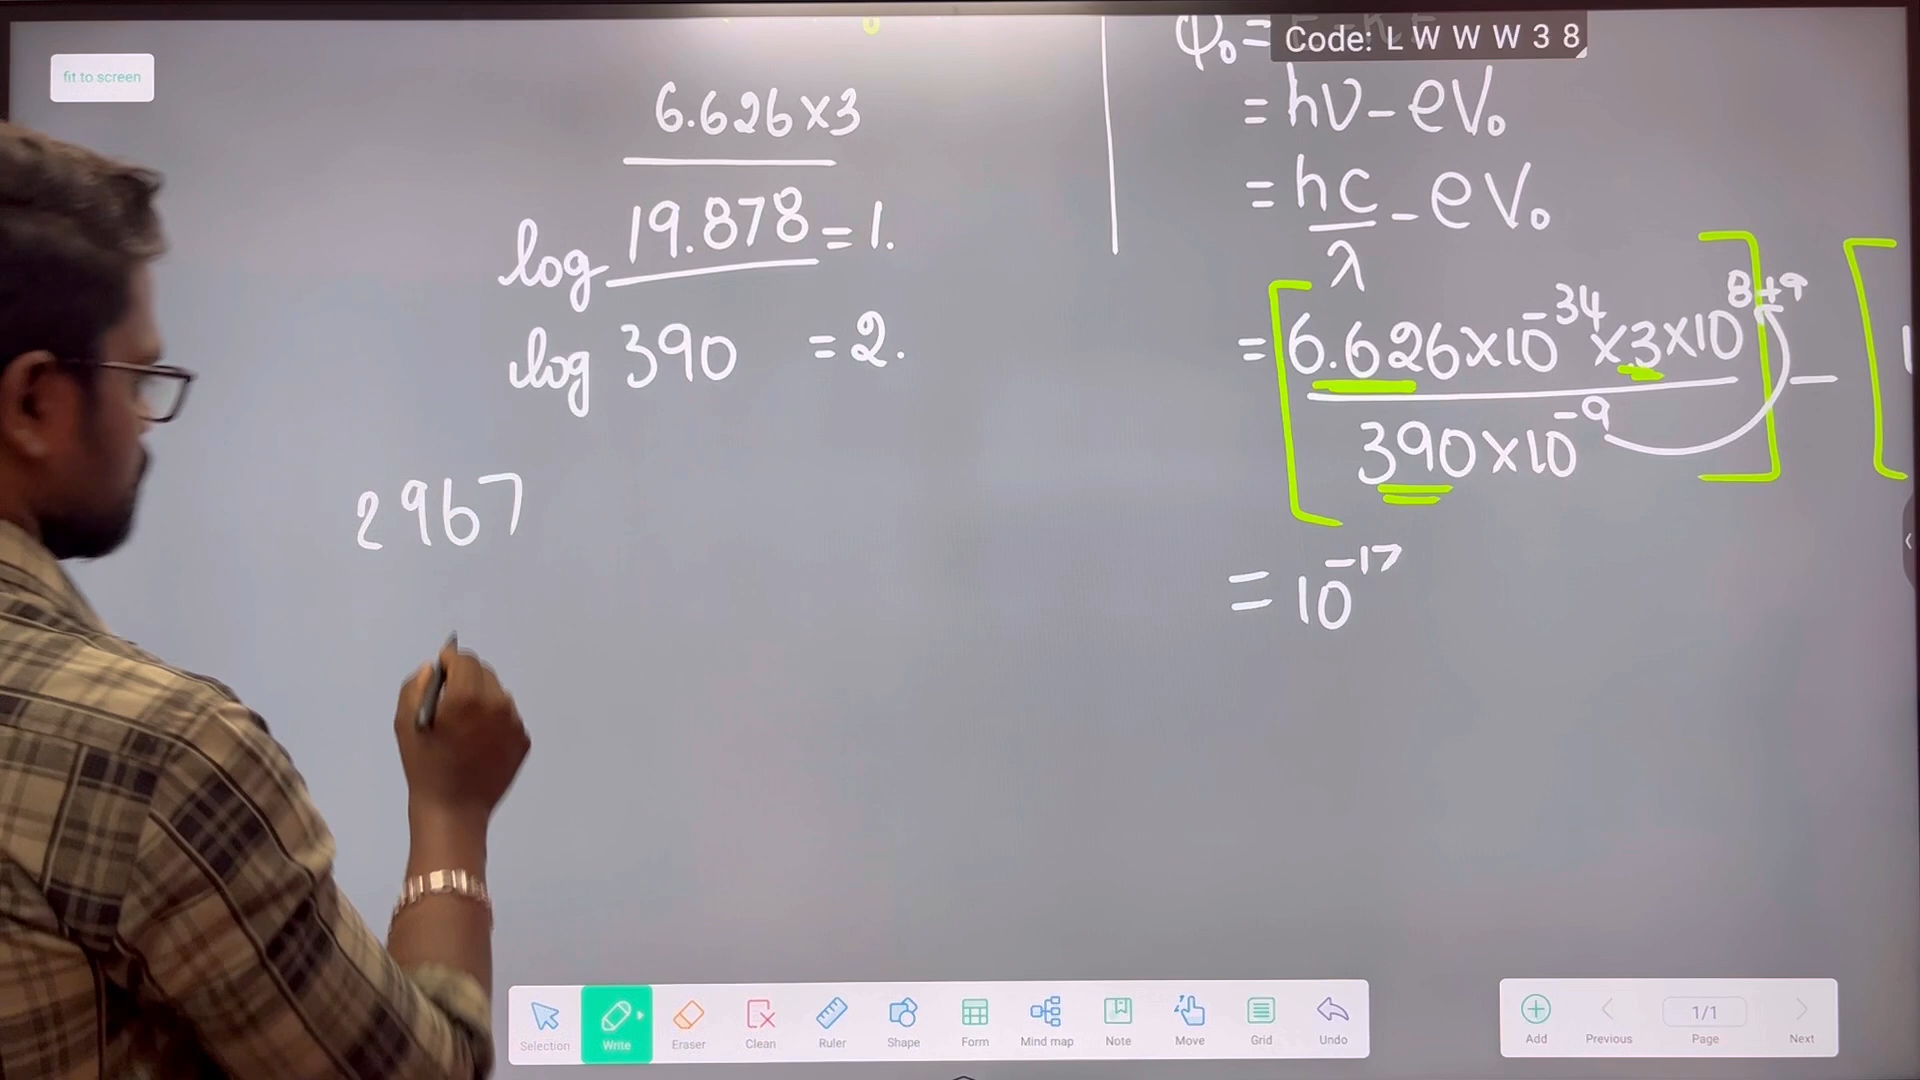 fit to screen
6.626×3
log 19.878 = 1.
log 390 = 2.
2967
φ₀ =
Code: L W W W 3 8
= hν - eV₀
= hc/λ - eV₀
= [6.626×10⁻³⁴ × 3×10⁸⁺⁹ / 390×10⁻⁹] - [
= 10⁻¹⁷
Selection
Write
Eraser
Clean
Ruler
Shape
Form
Mind map
Note
Move
Grid
Undo
Add
Previous
1/1
Page
Next